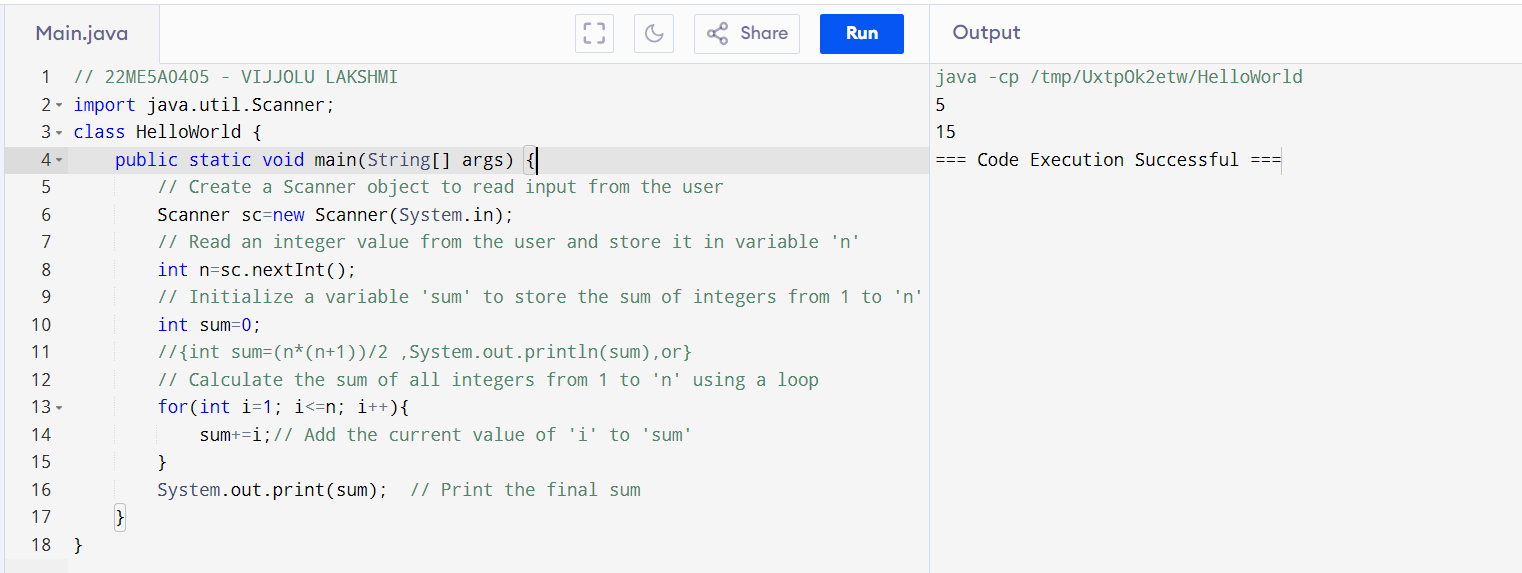 Main.java
Share
Run
Output
1 // 22ME5A0405 - VIJJOLU LAKSHMI
2 import java.util.Scanner;
3 class HelloWorld {
4 public static void main(String[] args) {
5 // Create a Scanner object to read input from the user
6 Scanner sc=new Scanner(System.in);
7 // Read an integer value from the user and store it in variable 'n'
8 int n=sc.nextInt();
9 // Initialize a variable 'sum' to store the sum of integers from 1 to 'n'
10 int sum=0;
11 //{int sum=(n*(n+1))/2 ,System.out.println(sum),or}
12 // Calculate the sum of all integers from 1 to 'n' using a loop
13 for(int i=1; i<=n; i++){
14 sum+=i;// Add the current value of 'i' to 'sum'
15 }
16 System.out.print(sum);  // Print the final sum
17 }
18 }
java -cp /tmp/UxtpOk2etw/HelloWorld
5
15
=== Code Execution Successful ===